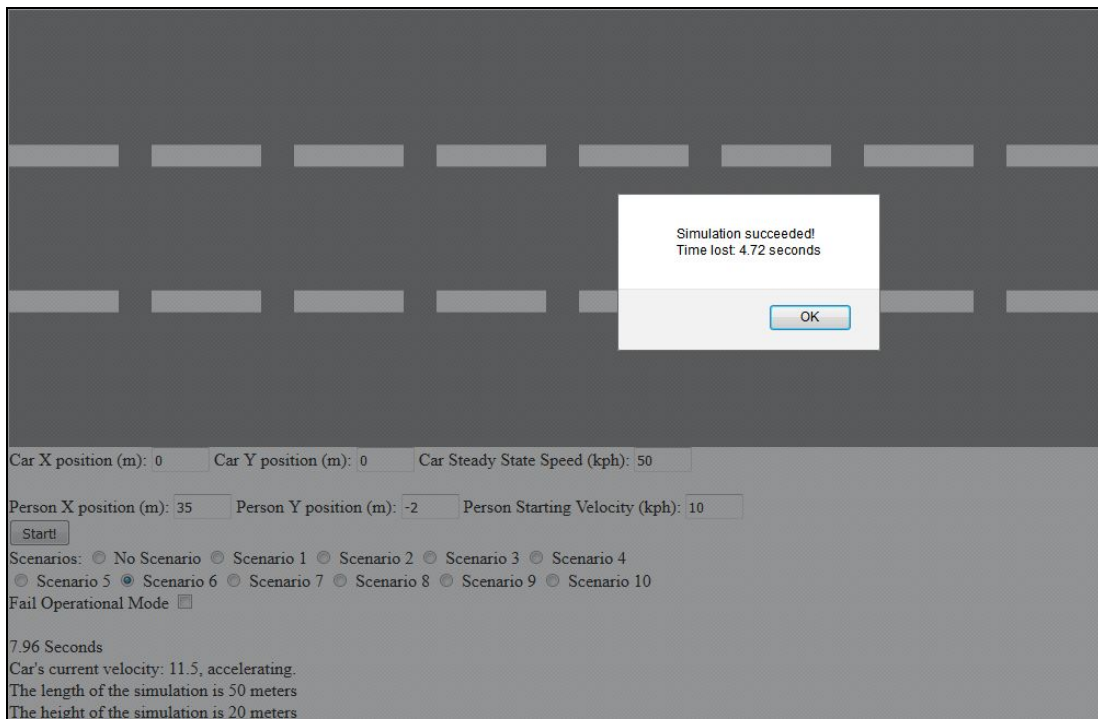 Simulation succeeded!
Time lost: 4.72 seconds
OK
Car X position (m): 0 Car Y position (m): 0 Car Steady State Speed (kph): 50
Person X position (m): 35 Person Y position (m): -2 Person Starting Velocity (kph): 10
Start!
Scenarios: No Scenario Scenario 1 Scenario 2 Scenario 3 Scenario 4
Scenario 5 Scenario 6 Scenario 7 Scenario 8 Scenario 9 Scenario 10
Fail Operational Mode
7.96 Seconds
Car's current velocity: 11.5, accelerating.
The length of the simulation is 50 meters
The height of the simulation is 20 meters